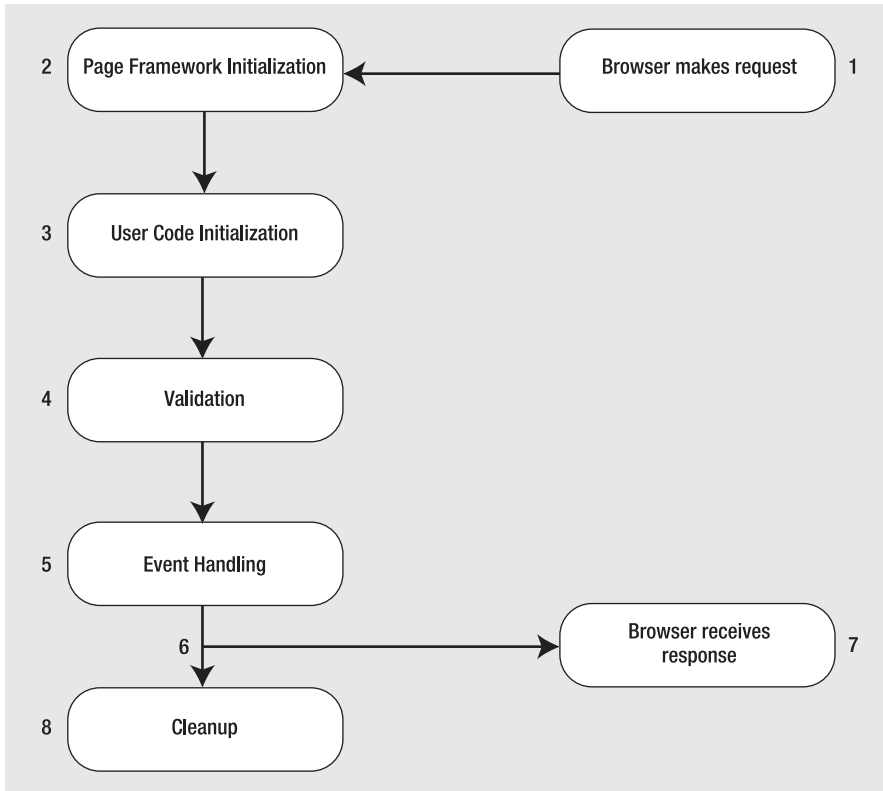 2 Page Framework Initialization
Browser makes request 1
3 User Code Initialization
4 Validation
5 Event Handling
6
Browser receives
response
7
8 Cleanup